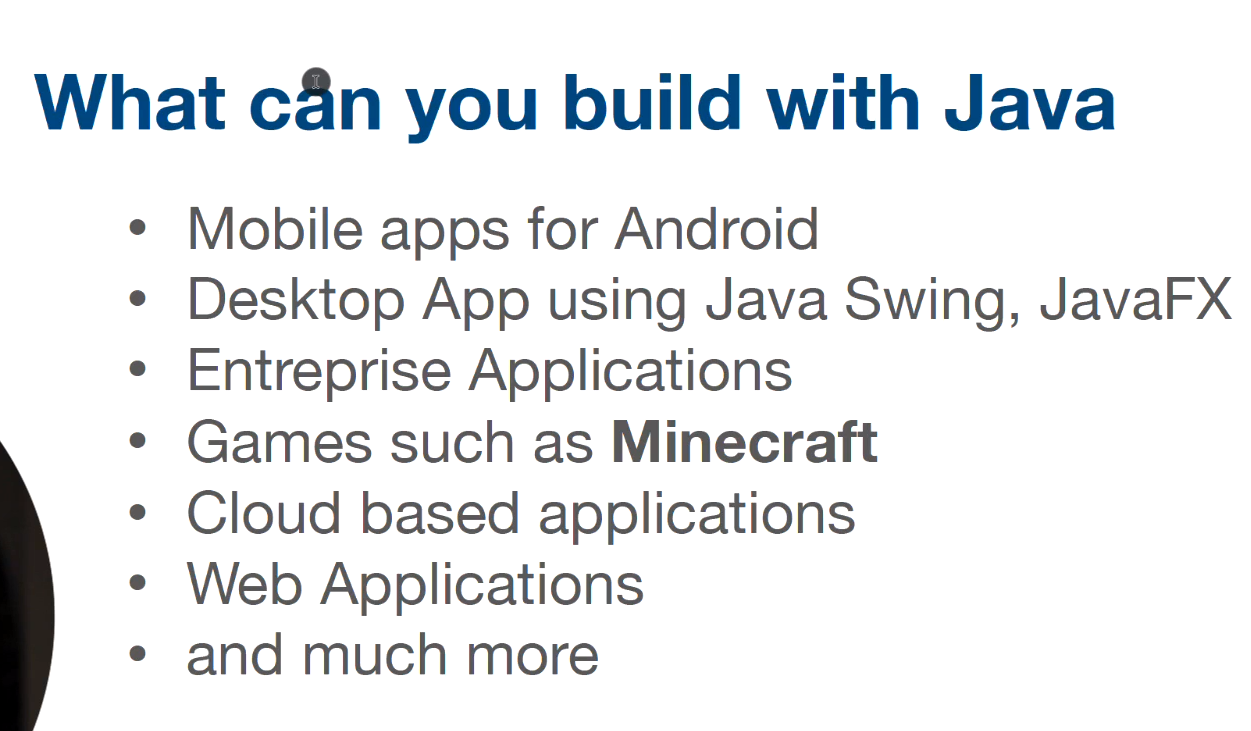 What can you build with Java
• Mobile apps for Android
• Desktop App using Java Swing, JavaFX
• Entreprise Applications
• Games such as Minecraft
• Cloud based applications
• Web Applications
• and much more